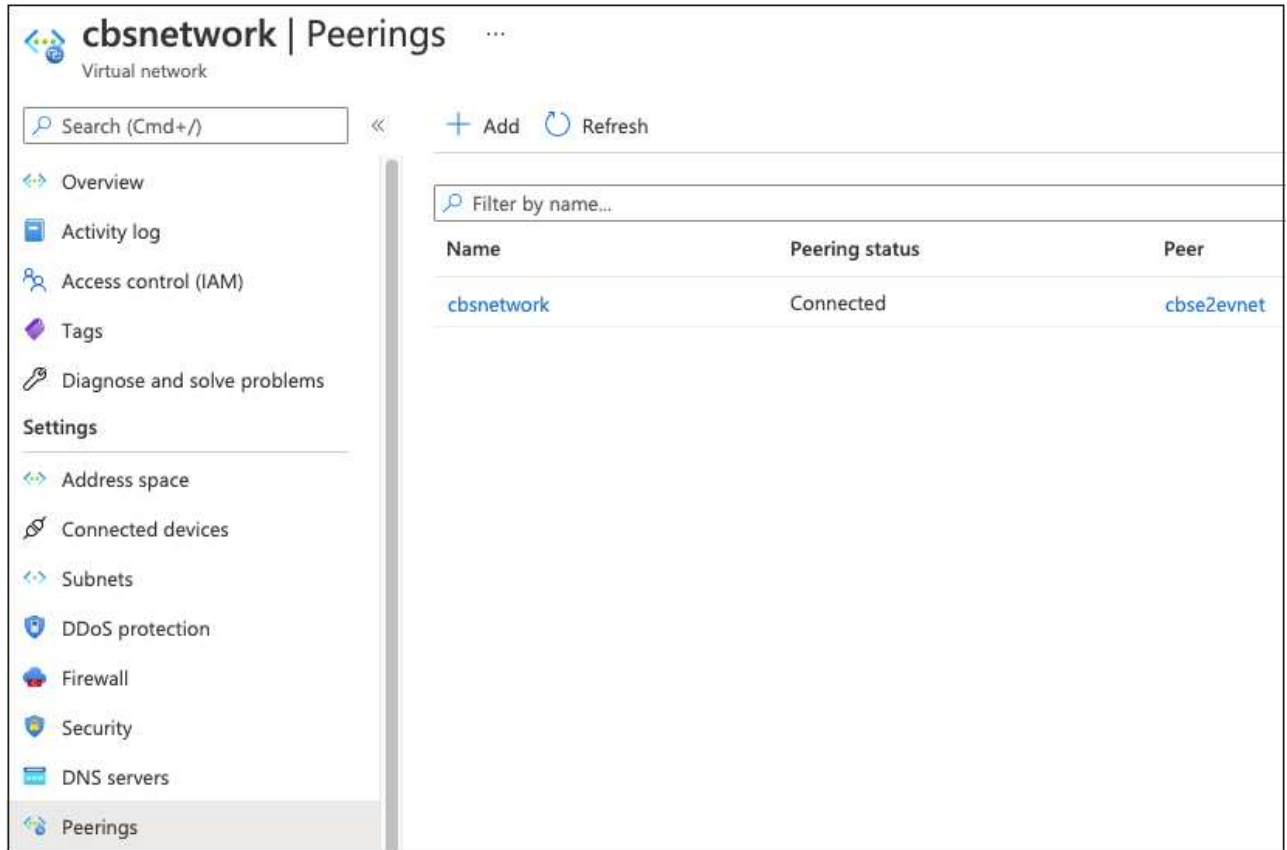 cbsnetwork | Peerings ...
Virtual network
Search (Cmd+/)
«
Add
Refresh
Overview
Activity log
Access control (IAM)
Tags
Diagnose and solve problems
Settings
Address space
Connected devices
Subnets
DDoS protection
Firewall
Security
DNS servers
Peerings
Filter by name...
Name Peering status Peer
cbsnetwork Connected cbse2evnet